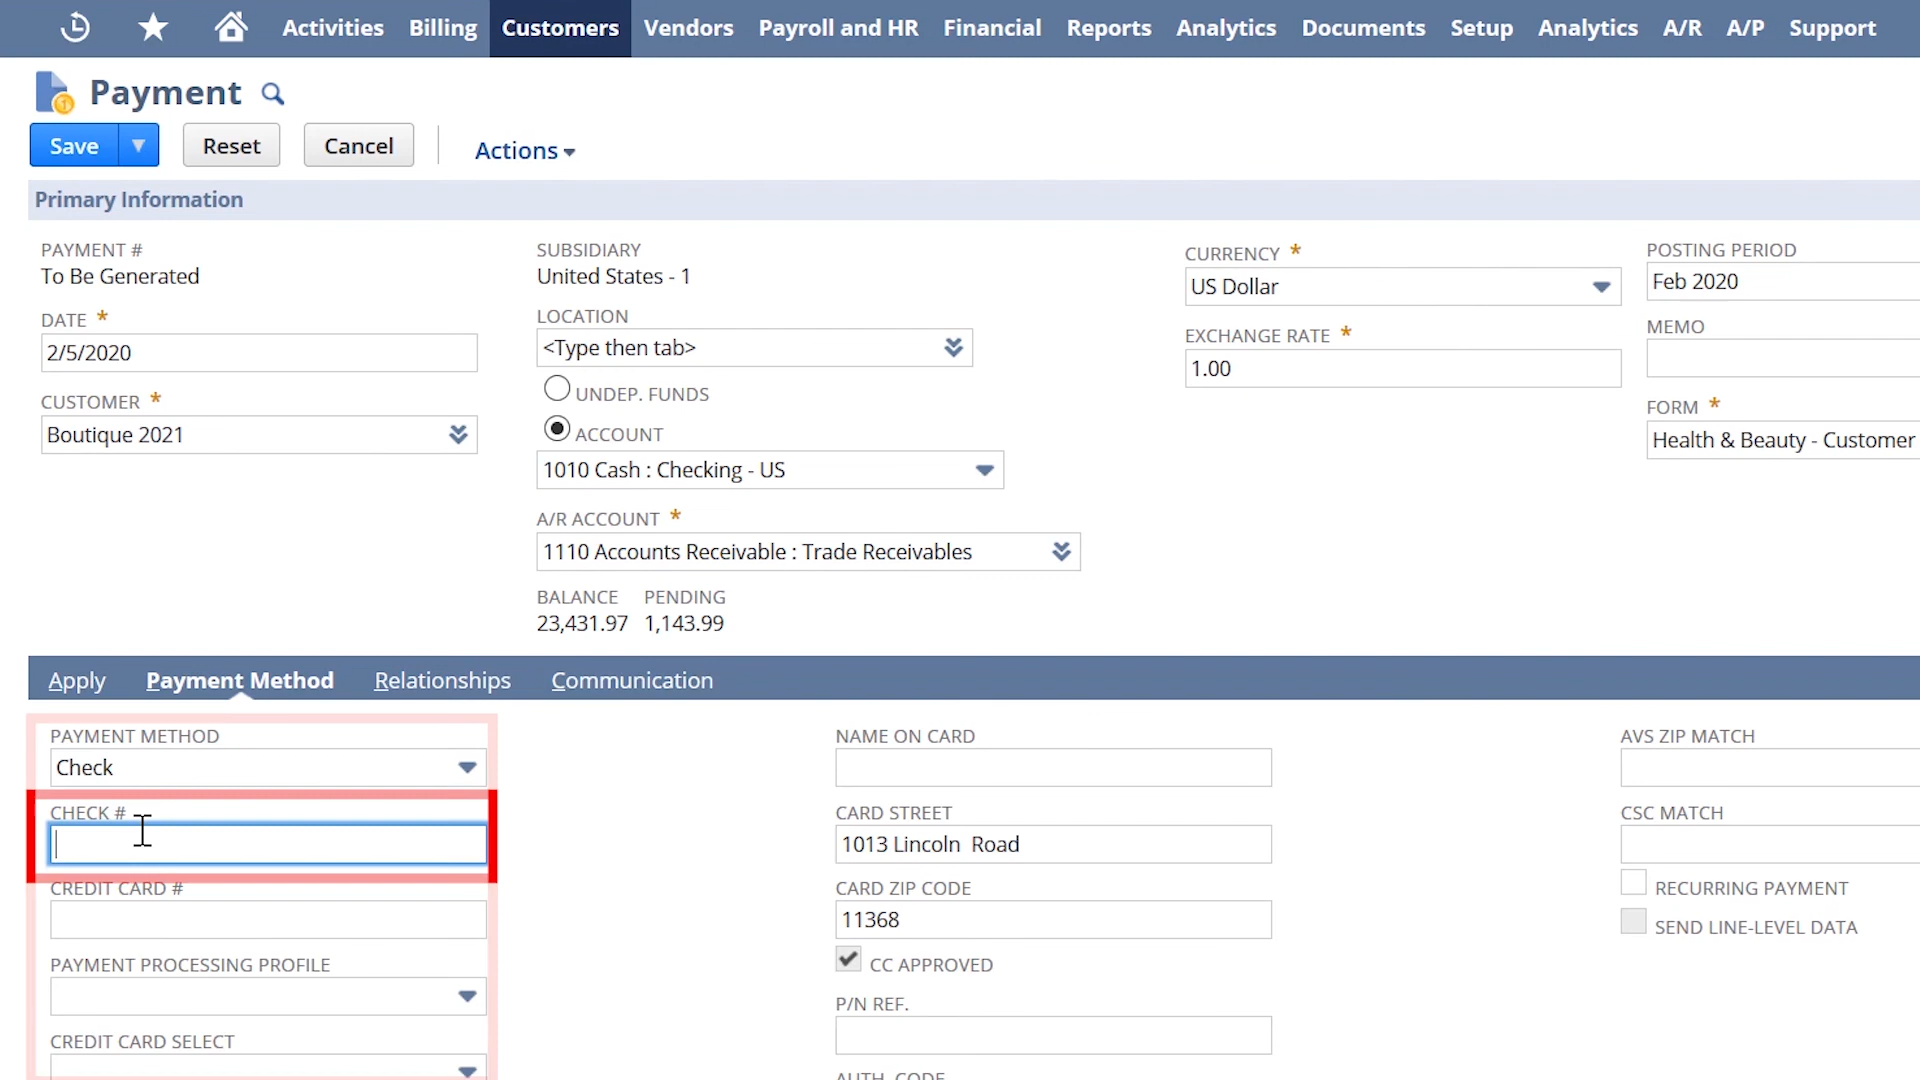 Activities Billing Customers Vendors Payroll and HR Financial Reports Analytics Documents Setup Analytics A/R A/P Support
Payment
Save Reset Cancel Actions
Primary Information
PAYMENT #
To Be Generated
DATE *
2/5/2020
CUSTOMER *
Boutique 2021
SUBSIDIARY
United States - 1
LOCATION
<Type then tab>
UNDEP. FUNDS
ACCOUNT
1010 Cash : Checking - US
A/R ACCOUNT *
1110 Accounts Receivable : Trade Receivables
BALANCE PENDING
23,431.97 1,143.99
CURRENCY *
US Dollar
EXCHANGE RATE *
1.00
POSTING PERIOD
Feb 2020
MEMO
FORM *
Health & Beauty - Customer
Apply Payment Method Relationships Communication
PAYMENT METHOD
Check
CHECK #
CREDIT CARD #
PAYMENT PROCESSING PROFILE
CREDIT CARD SELECT
NAME ON CARD
CARD STREET
1013 Lincoln  Road
CARD ZIP CODE
11368
CC APPROVED
P/N REF.
AUTH. CODE
AVS ZIP MATCH
CSC MATCH
RECURRING PAYMENT
SEND LINE-LEVEL DATA